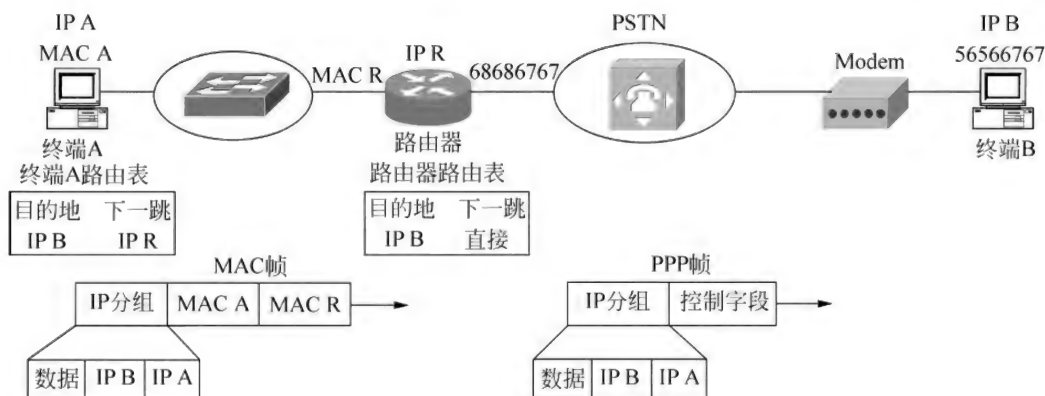 IP A
MAC A
终端A
终端A路由表
目的地 下一跳
IP B IP R
MAC R
IP R
68686767
路由器
路由器路由表
目的地 下一跳
IP B 直接
PSTN
Modem
IP B
56566767
终端B
MAC帧
IP分组 MAC A MAC R
数据 IP B IP A
PPP帧
IP分组 控制字段
数据 IP B IP A